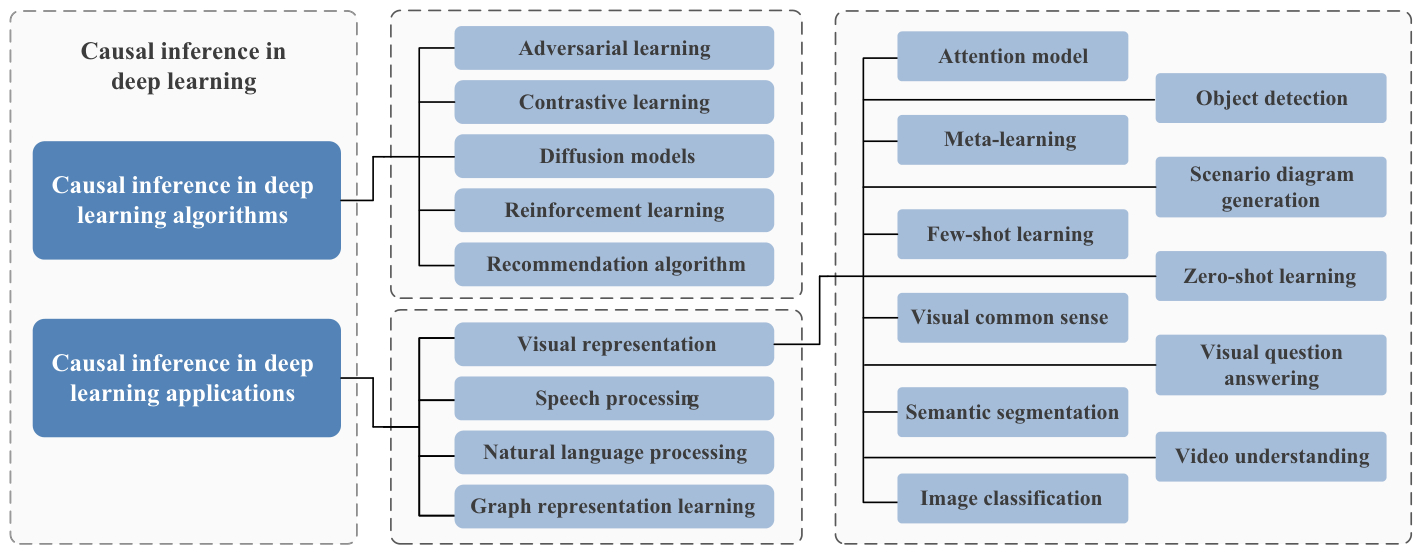 Causal inference in
deep learning
Causal inference in deep
learning algorithms
Causal inference in deep
learning applications
Adversarial learning
Contrastive learning
Diffusion models
Reinforcement learning
Recommendation algorithm
Visual representation
Speech processing
Natural language processing
Graph representation learning
Attention model
Object detection
Meta-learning
Scenario diagram
generation
Few-shot learning
Zero-shot learning
Visual common sense
Visual question
answering
Semantic segmentation
Video understanding
Image classification